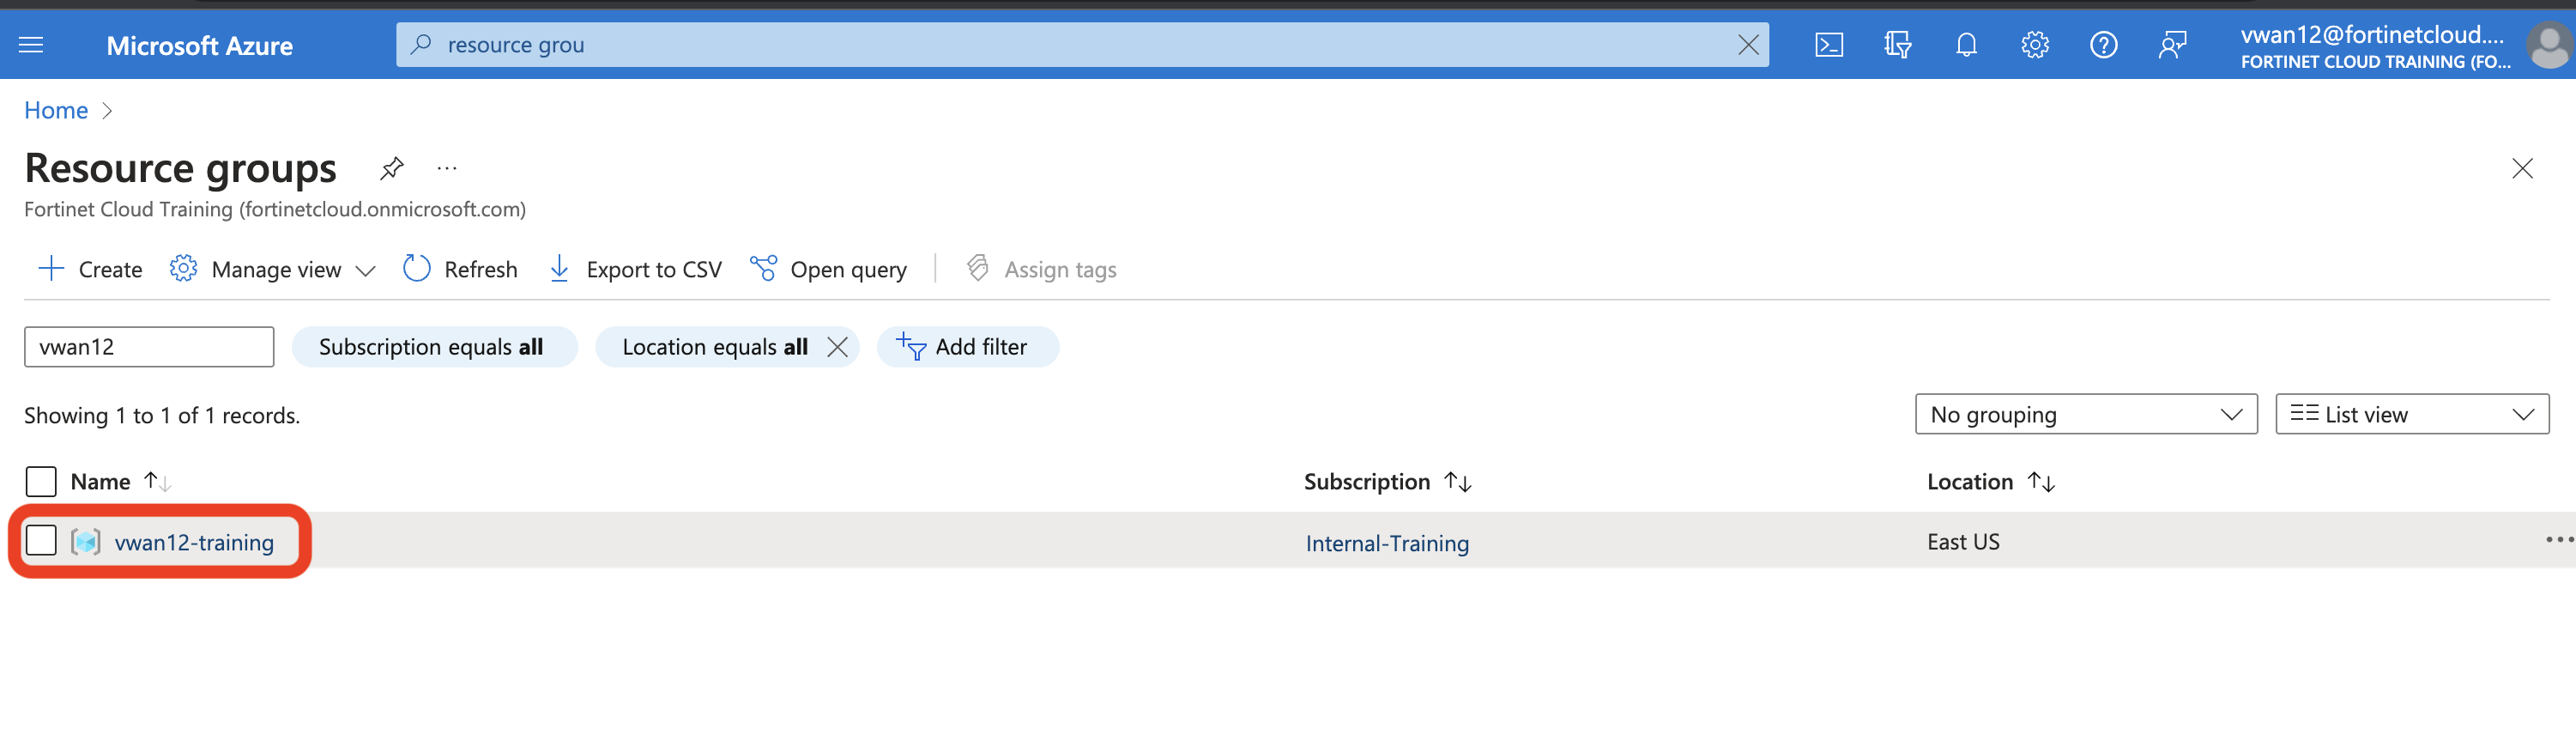 Microsoft Azure
resource grou
vwan12@fortinetcloud....
FORTINET CLOUD TRAINING (FO...
Home
Resource groups
...
Fortinet Cloud Training (fortinetcloud.onmicrosoft.com)
Create Manage view Refresh Export to CSV Open query Assign tags
vwan12 Subscription equals all Location equals all Add filter
Showing 1 to 1 of 1 records. No grouping List view
Name Subscription Location
vwan12-training Internal-Training East US ...